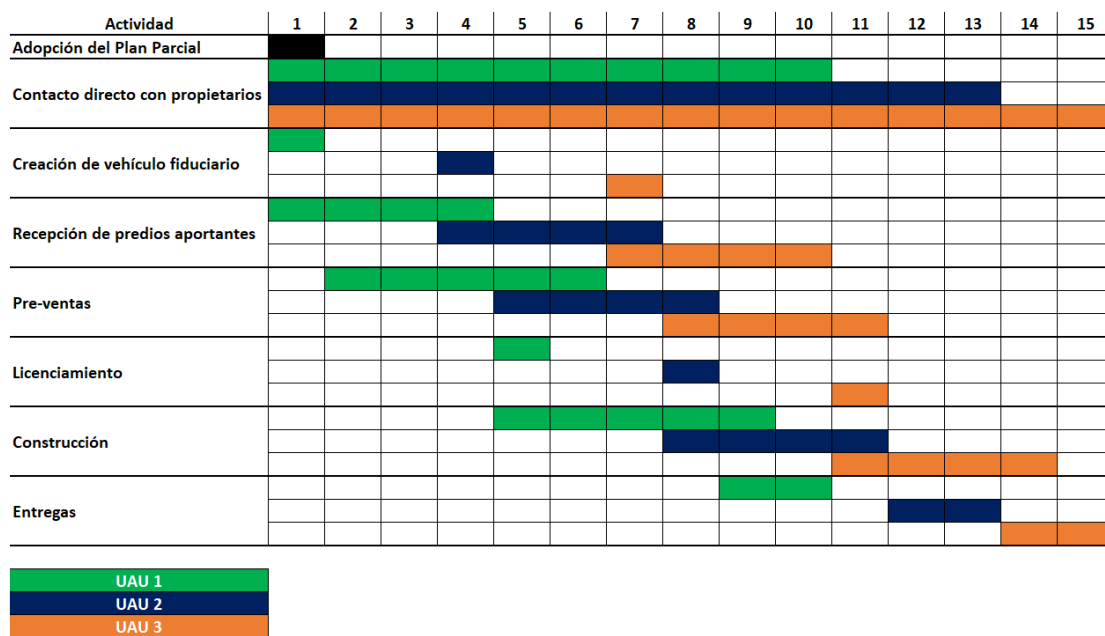 Actividad 1 2 3 4 5 6 7 8 9 10 11 12 13 14 15
Adopción del Plan Parcial
Contacto directo con propietarios
Creación de vehículo fiduciario
Recepción de predios aportantes
Pre-ventas
Licenciamiento
Construcción
Entregas
UAU 1
UAU 2
UAU 3